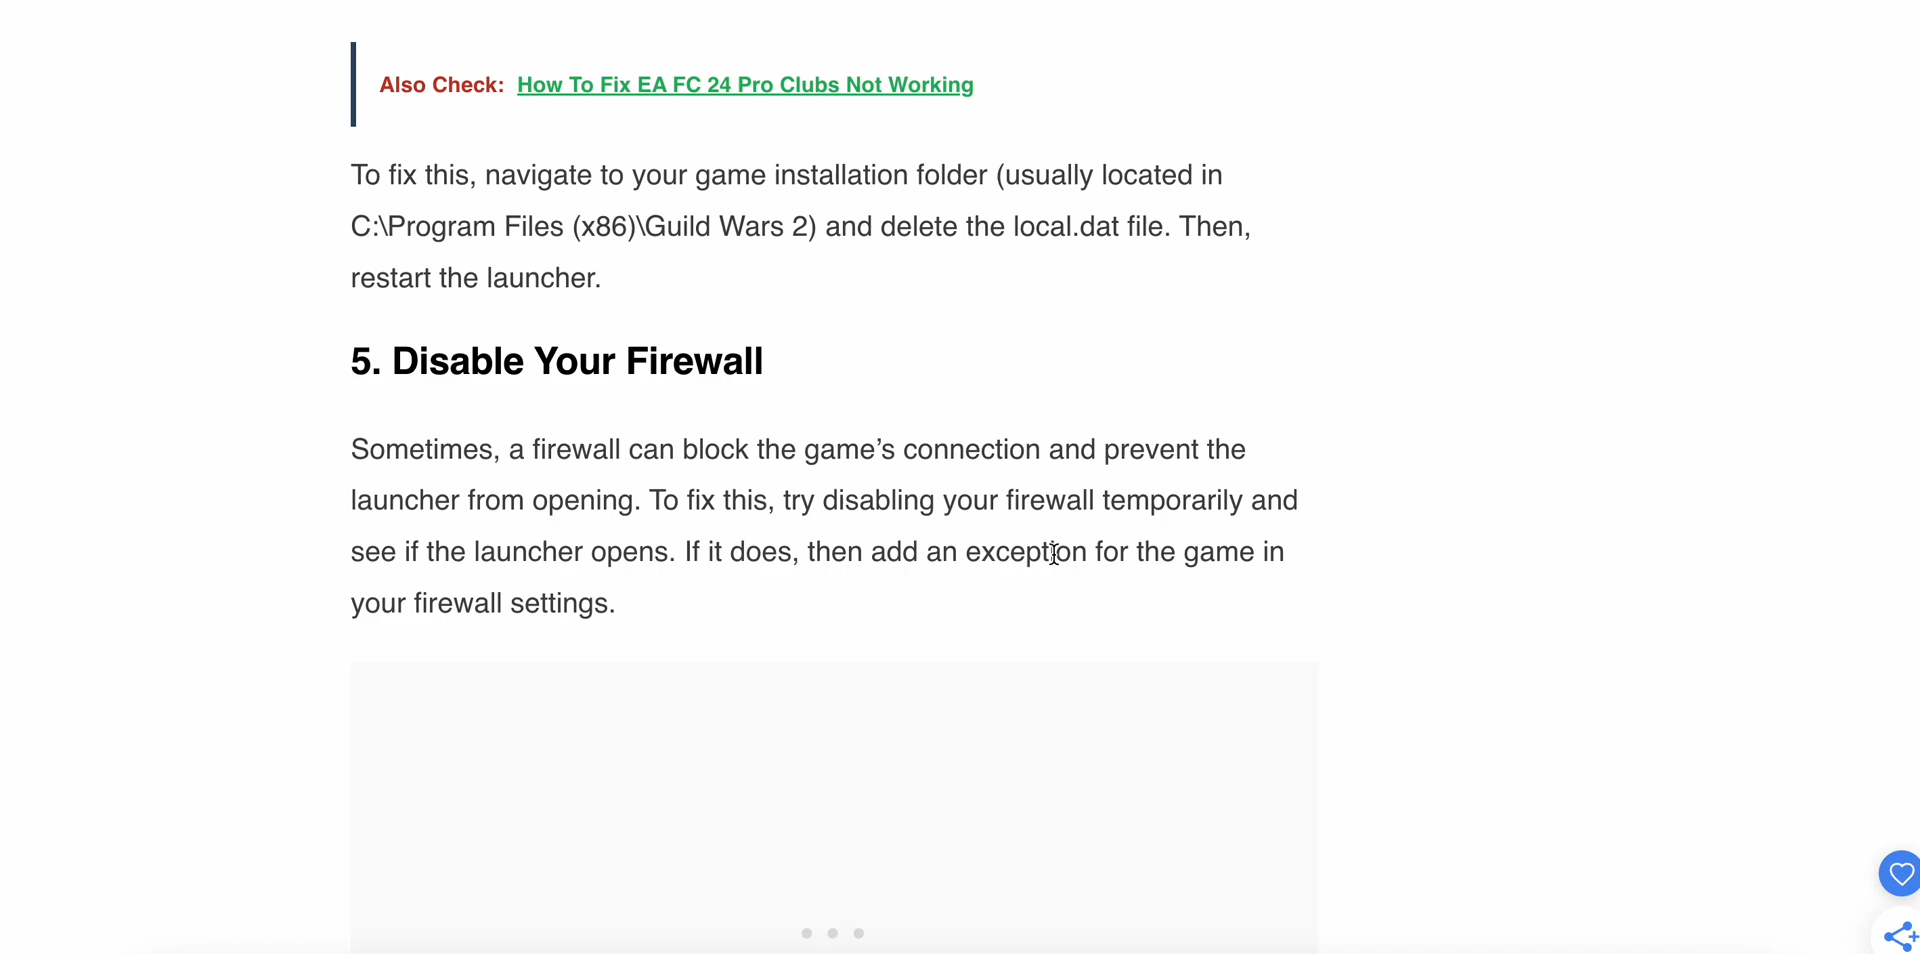 Also Check: How To Fix EA FC 24 Pro Clubs Not Working
To fix this, navigate to your game installation folder (usually located in
C:\Program Files (x86)\Guild Wars 2) and delete the local.dat file. Then,
restart the launcher.
5. Disable Your Firewall
Sometimes, a firewall can block the game’s connection and prevent the
launcher from opening. To fix this, try disabling your firewall temporarily and
see if the launcher opens. If it does, then add an exception for the game in
your firewall settings.